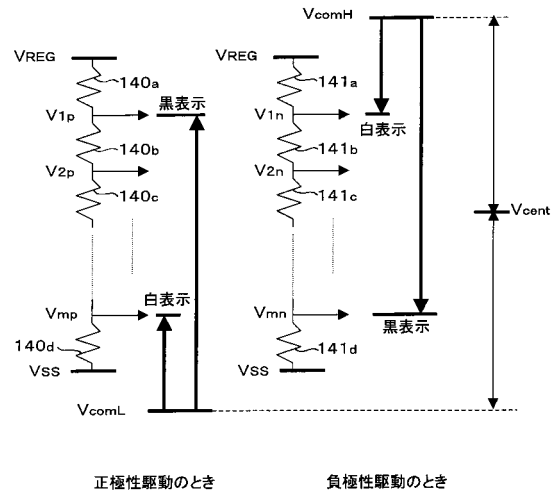 VcomH
VREG
VREG
140a
141a
黒表示
V1p
V1n
白表示
140b
141b
V2p
V2n
140c
141c
Vcent
白表示
Vmp
Vmn
黒表示
140d
141d
VSS
VSS
VcomL
正極性駆動のとき
負極性駆動のとき